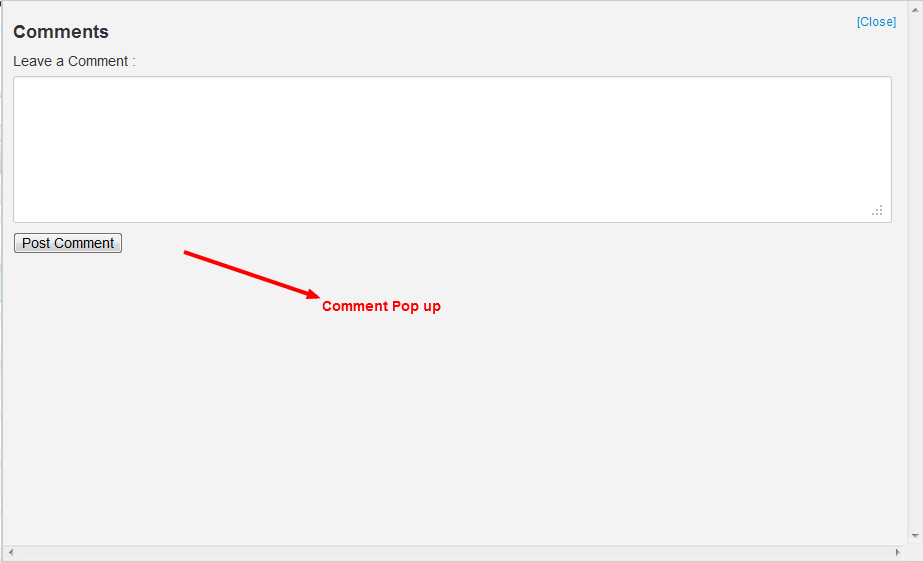 [Close]
Comments
Leave a Comment :
Post Comment
Comment Pop up